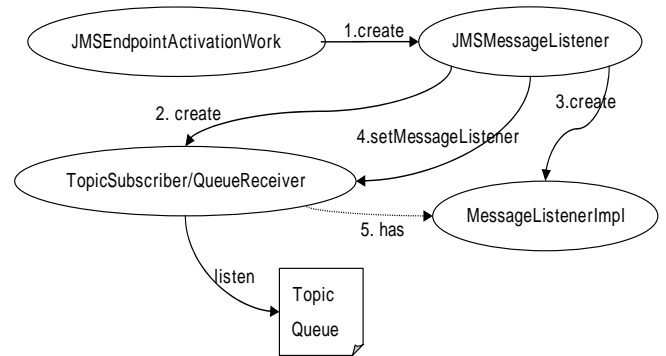 JMSEndpointActivationWork
1.create
JMSMessageListener
2. create
3.create
4.setMessageListener
TopicSubscriber/QueueReceiver
MessageListenerImpl
5. has
listen
Topic
Queue